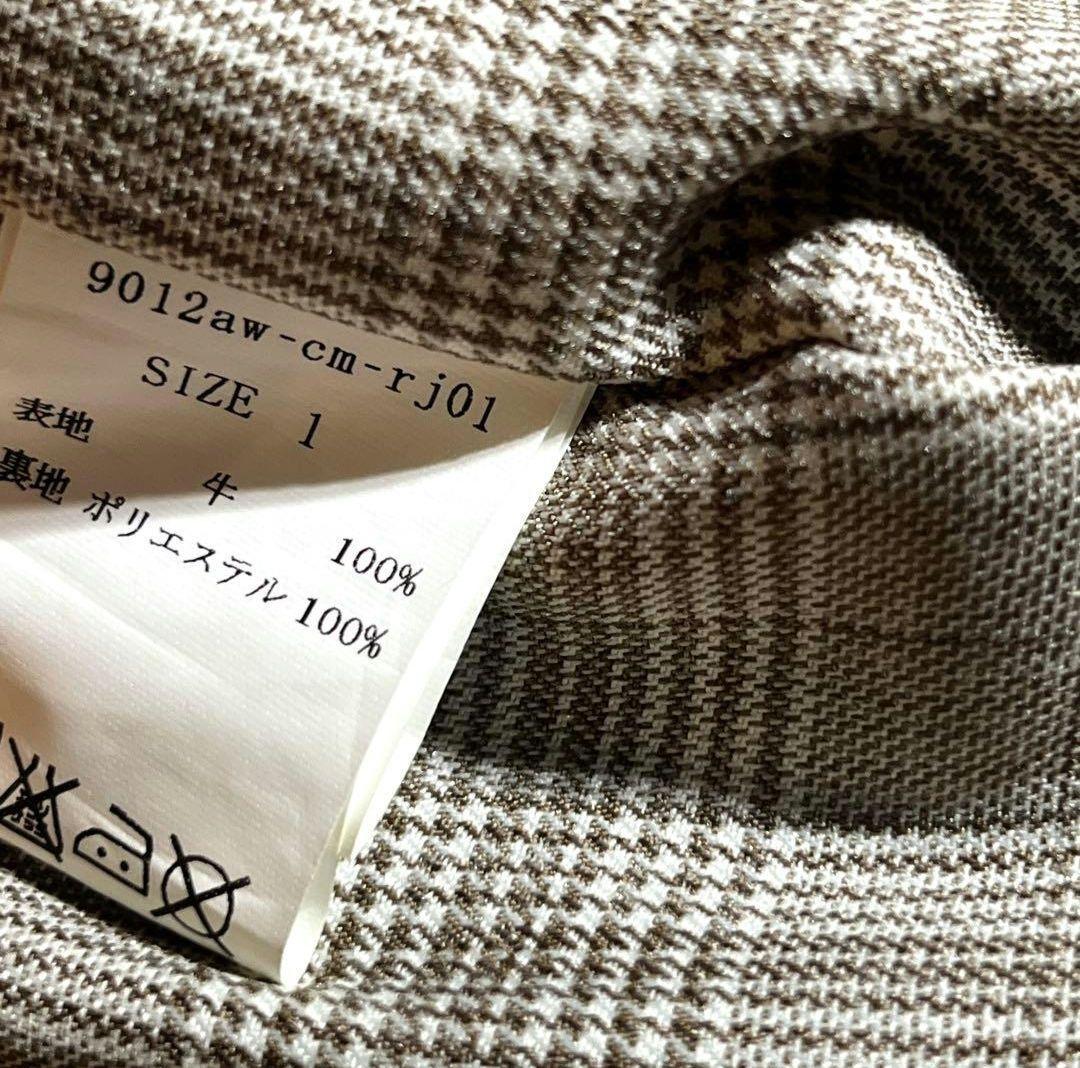 9012aw-cm-rj01
SIZE 1
表地 牛 100%
裏地 ポリエステル 100%